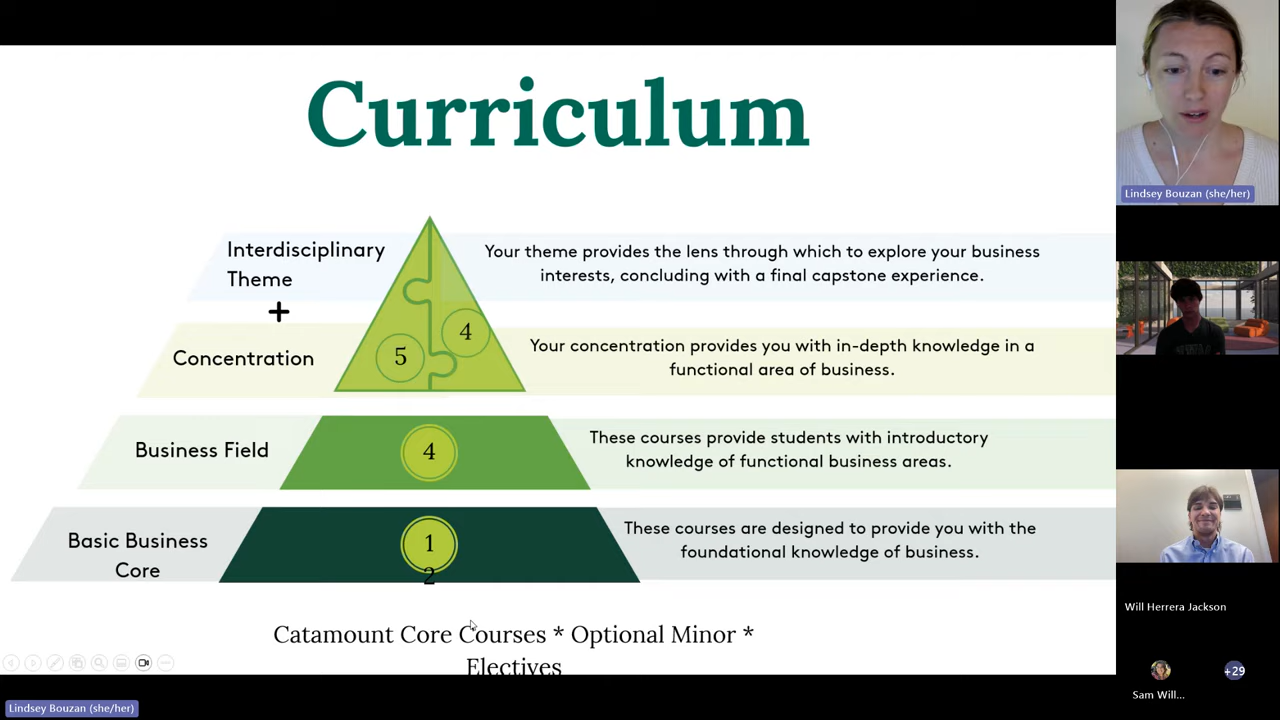 Curriculum
Interdisciplinary
Theme
+
Concentration
Business Field
Basic Business
Core
5
4
4
1
2
Your theme provides the lens through which to explore your business
interests, concluding with a final capstone experience.
Your concentration provides you with in-depth knowledge in a
functional area of business.
These courses provide students with introductory
knowledge of functional business areas.
These courses are designed to provide you with the
foundational knowledge of business.
Catamount Core Courses * Optional Minor *
Electives
Lindsey Bouzan (she/her)
Will Herrera Jackson
Sam Will...
+29
Lindsey Bouzan (she/her)